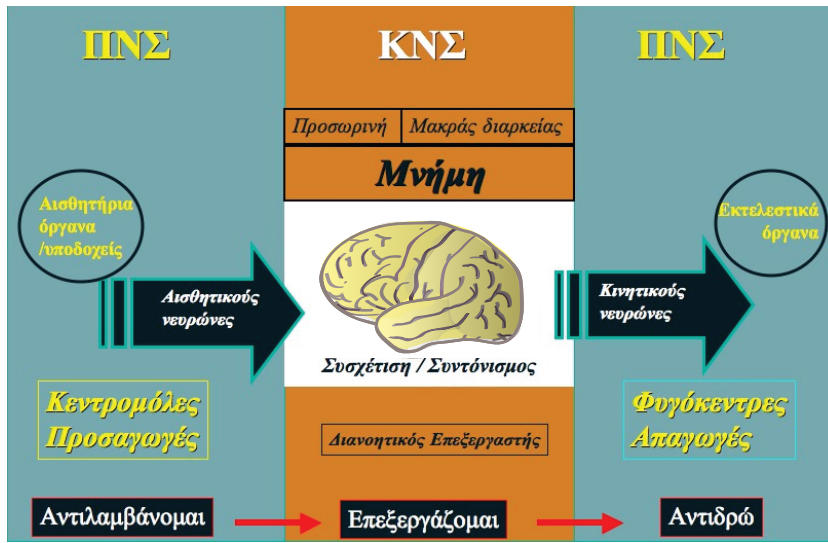 ΠΝΣ
ΚΝΣ
ΠΝΣ
Προσωρινή
Μακράς διαρκείας
Μνήμη
Αισθητήρια
όργανα
/υποδοχείς
Εκτελεστικά
όργανα
Αισθητικούς
νευρώνες
Κινητικούς
νευρώνες
Συσχέτιση / Συντόνισμος
Κεντρομόλες
Προσαγωγές
Διανοητικός Επεξεργαστής
Φυγόκεντρες
Απαγωγές
Αντιλαμβάνομαι
Επεξεργάζομαι
Αντιδρώ